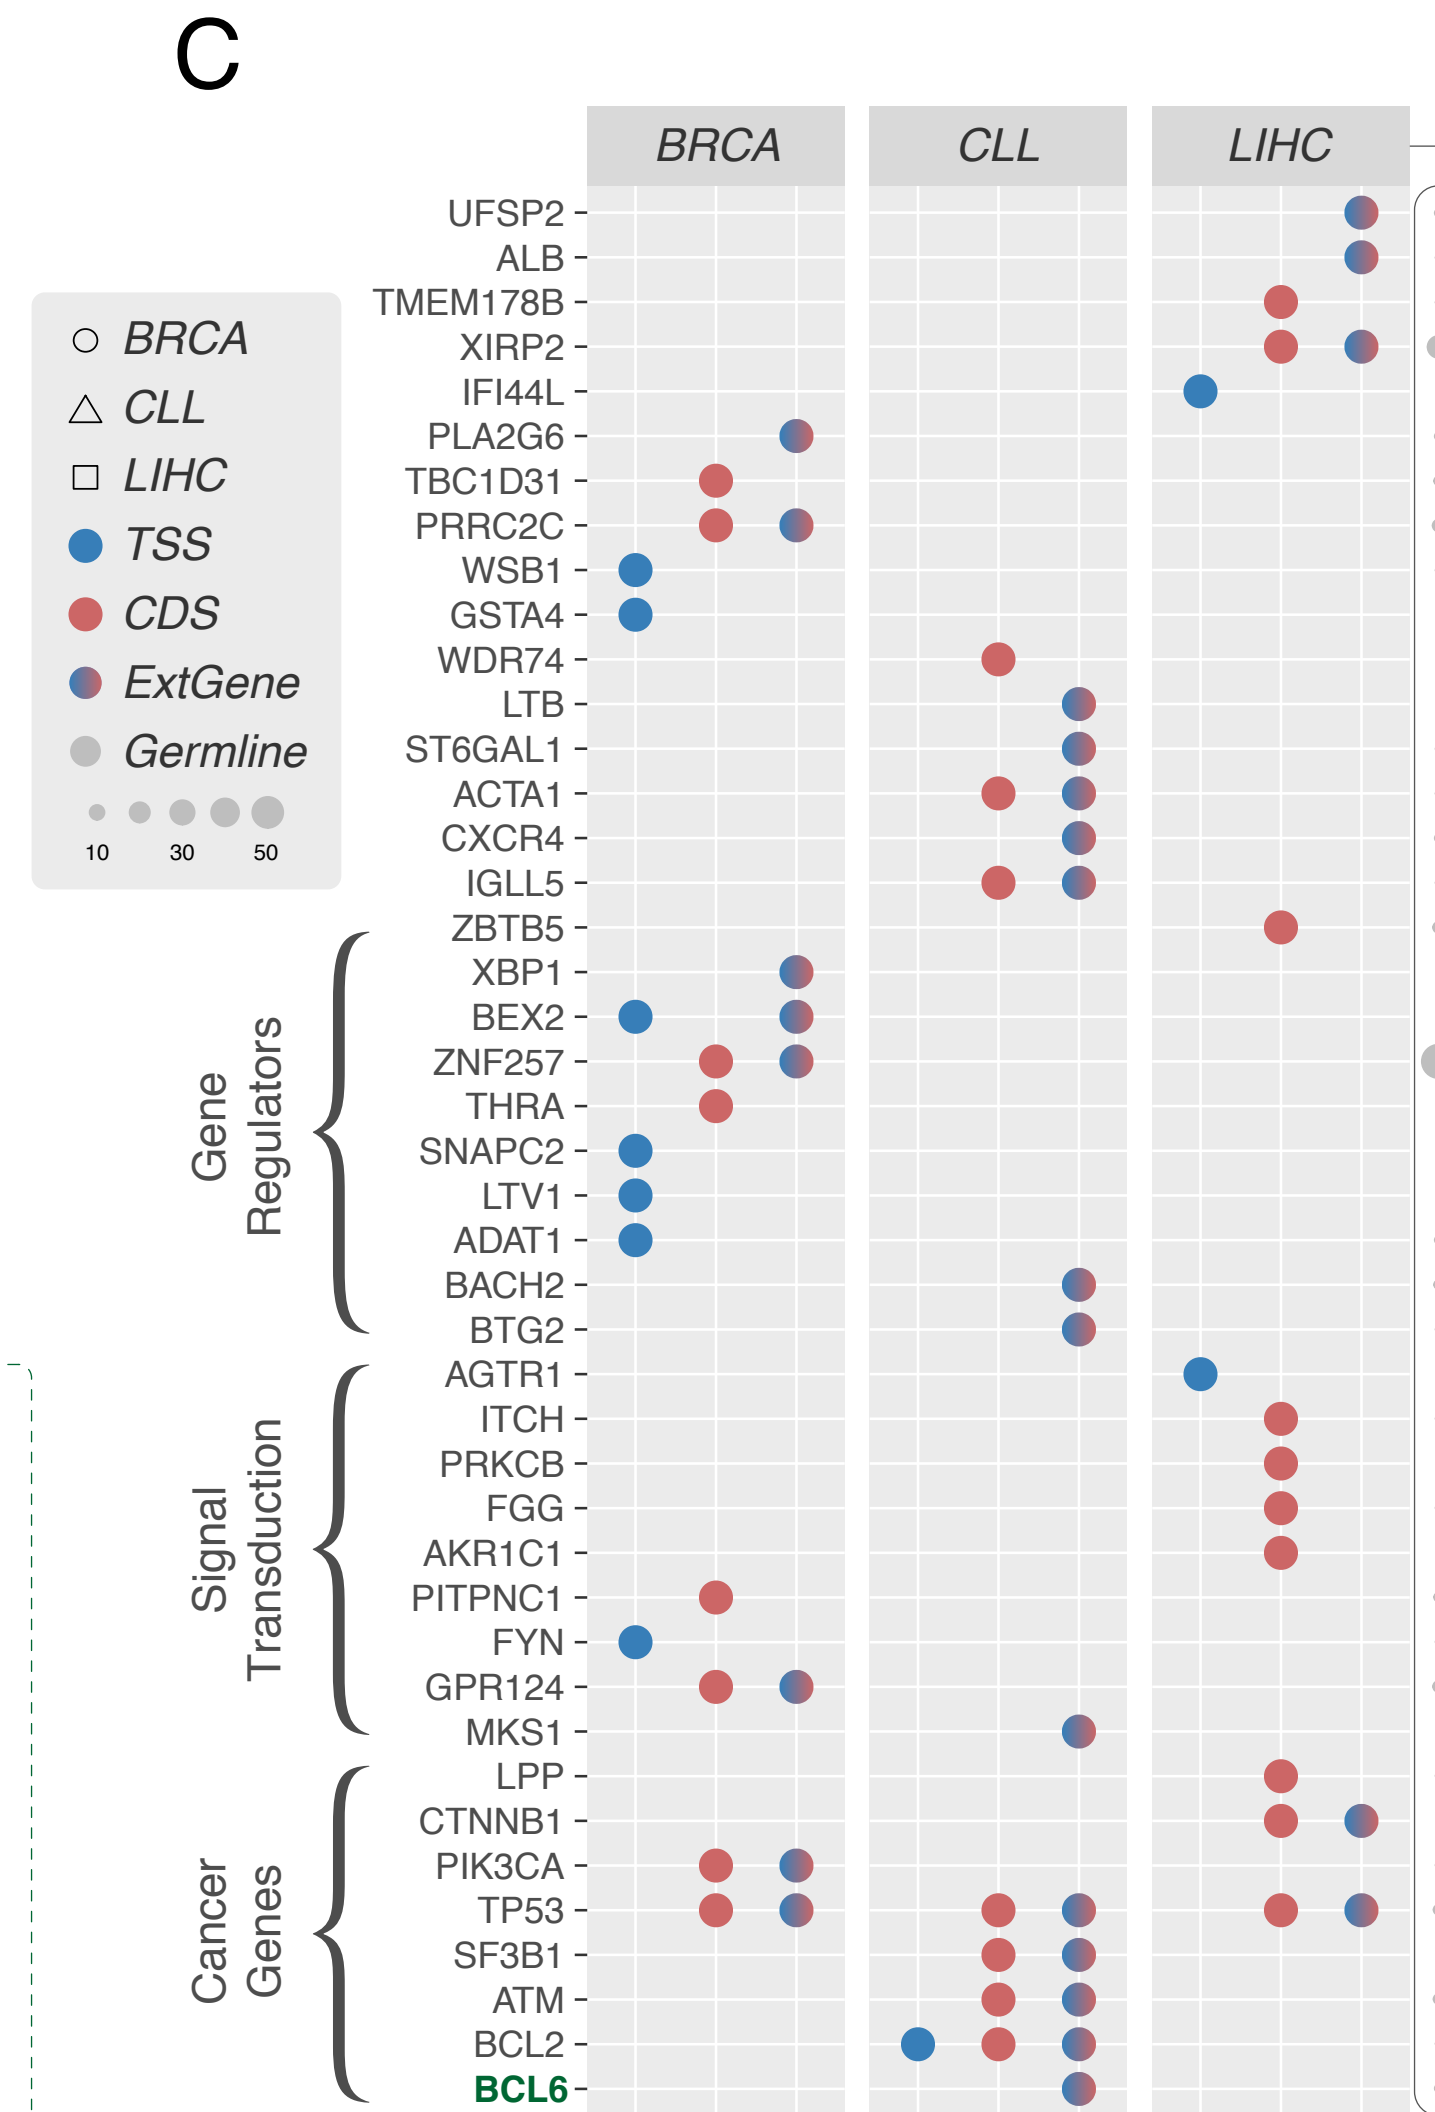 C
BRCA CLL LIHC
UFSP2
ALB
TMEM178B
XIRP2
IFI44L
PLA2G6
TBC1D31
PRRC2C
WSB1
GSTA4
WDR74
LTB
ST6GAL1
ACTA1
CXCR4
IGLL5
ZBTB5
XBP1
BEX2
ZNF257
THRA
SNAPC2
LTV1
ADAT1
BACH2
BTG2
AGTR1
ITCH
PRKCB
FGG
AKR1C1
PITPNC1
FYN
GPR124
MKS1
LPP
CTNNB1
PIK3CA
TP53
SF3B1
ATM
BCL2
BCL6
BRCA
CLL
LIHC
TSS
CDS
ExtGene
Germline
10 30 50
Gene
Regulators
Signal
Transduction
Cancer
Genes